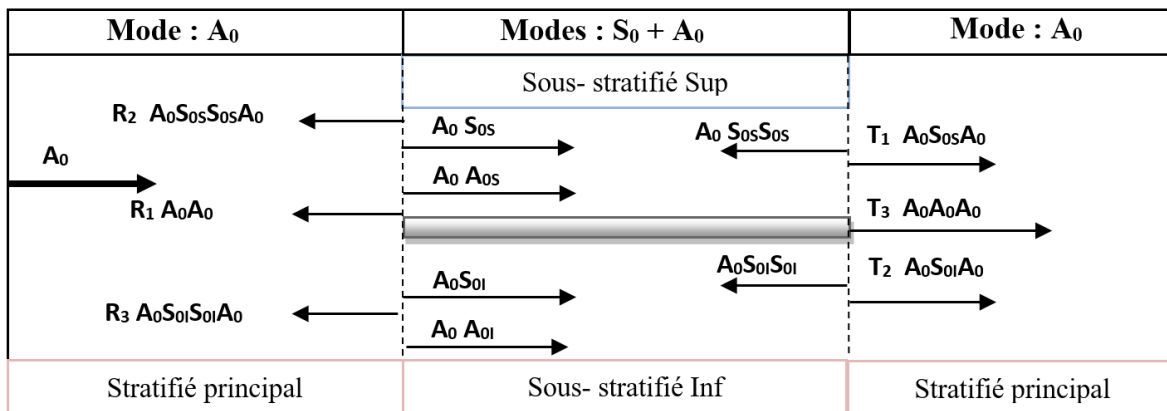 Mode : A₀
Modes : S₀ + A₀
Mode : A₀
Sous- stratifié Sup
R₂ A₀S₀ₛS₀ₛA₀
A₀ S₀ₛ
A₀ S₀ₛS₀ₛ
T₁ A₀S₀ₛA₀
A₀
A₀ A₀ₛ
R₁ A₀A₀
T₃ A₀A₀A₀
A₀S₀I
A₀S₀IS₀I
T₂ A₀S₀IA₀
R₃ A₀S₀IS₀IA₀
A₀ A₀I
Stratifié principal
Sous- stratifié Inf
Stratifié principal